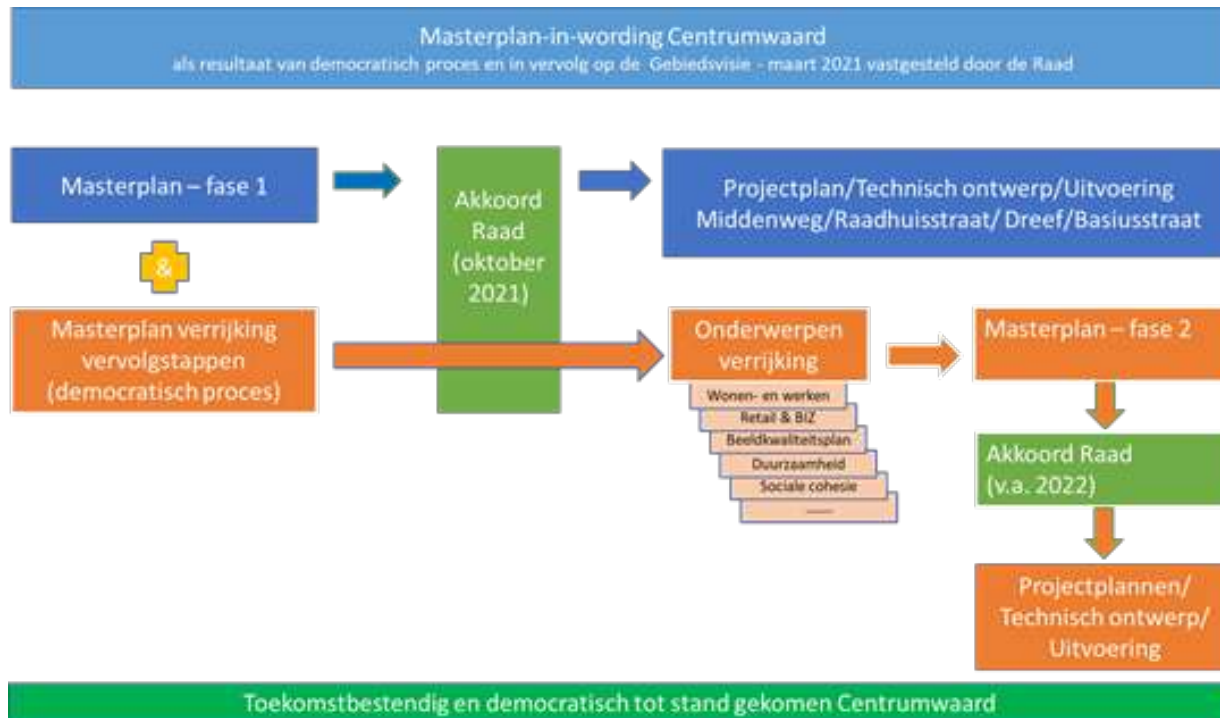 Masterplan-in-wording Centrumwaard
als resultaat van democratisch proces en in vervolg op de Gebiedsvisie - maart 2021 vastgesteld door de Raad
Masterplan – fase 1
Akkoord
Raad
(oktober
2021)
Projectplan/Technisch ontwerp/Uitvoering
Middenweg/Raadhuisstraat/ Dreef/Basiusstraat
&
Masterplan verrijking
vervolgstappen
(democratisch proces)
Onderwerpen
verrijking
Wonen- en werken
Retail & BIZ
Beeldkwaliteitsplan
Duurzaamheid
Sociale cohesie
Masterplan – fase 2
Akkoord Raad
(v.a. 2022)
Projectplannen/
Technisch ontwerp/
Uitvoering
Toekomstbestendig en democratisch tot stand gekomen Centrumwaard